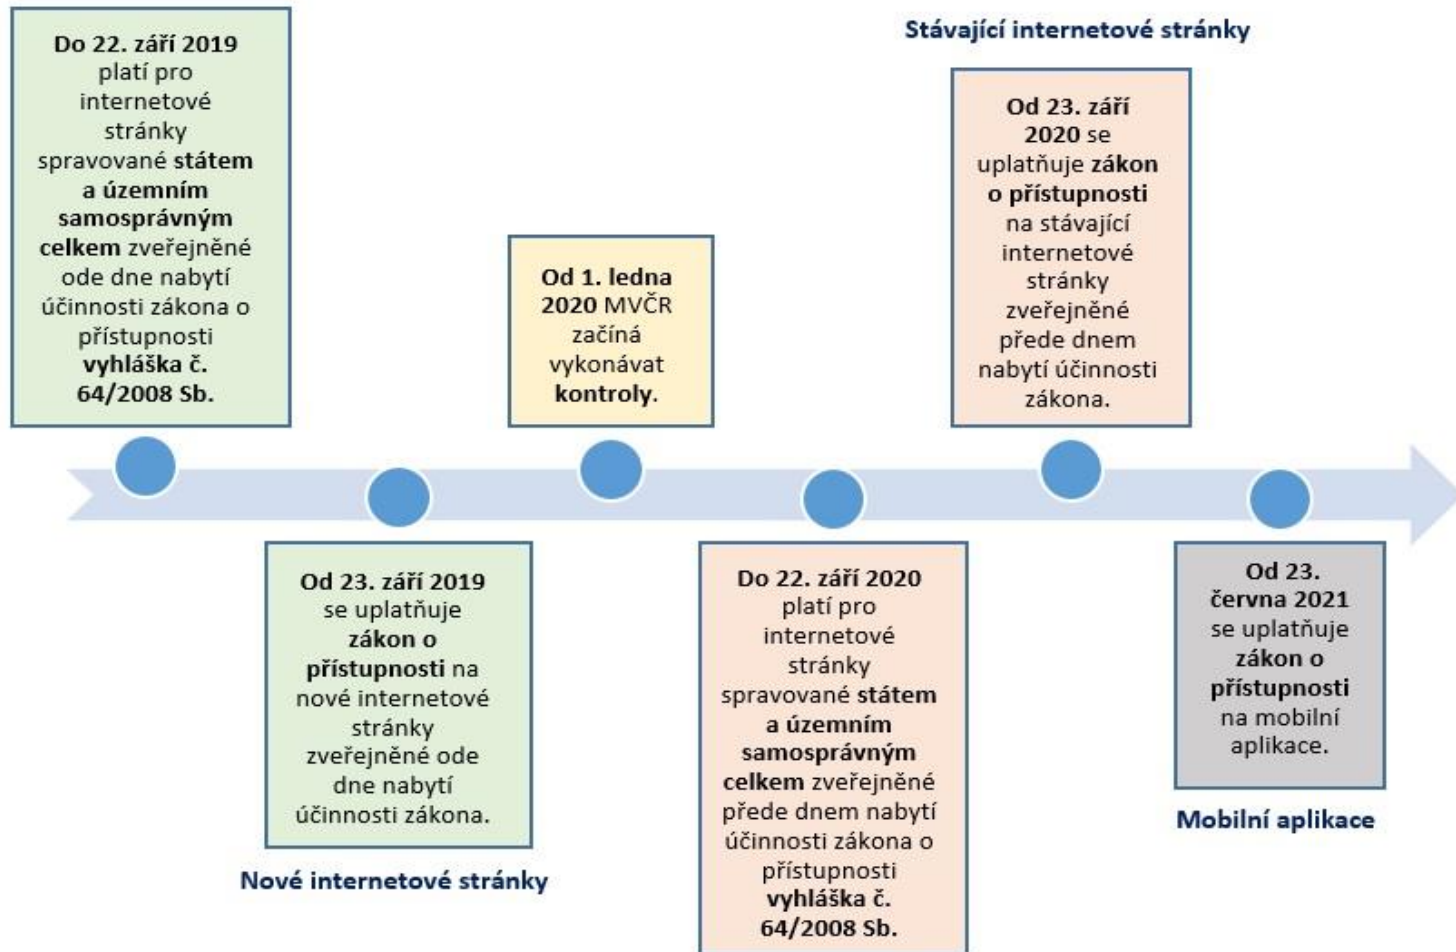 Do 22. září 2019
platí pro
internetové
stránky
spravované státem
a územním
samosprávným
celkem zveřejněné
ode dne nabytí
účinnosti zákona o
přístupnosti
vyhláška č.
64/2008 Sb.
Od 23. září 2019
se uplatňuje
zákon o
přístupnosti na
nové internetové
stránky
zveřejněné ode
dne nabytí
účinnosti zákona.
Nové internetové stránky
Od 1. ledna
2020 MVČR
začíná
vykonávat
kontroly.
Do 22. září 2020
platí pro
internetové
stránky
spravované státem
a územním
samosprávným
celkem zveřejněné
přede dnem nabytí
účinnosti zákona o
přístupnosti
vyhláška č.
64/2008 Sb.
Stávající internetové stránky
Od 23. září
2020 se
uplatňuje zákon
o přístupnosti
na stávající
internetové
stránky
zveřejněné
přede dnem
nabytí účinnosti
zákona.
Od 23.
června 2021
se uplatňuje
zákon o
přístupnosti
na mobilní
aplikace.
Mobilní aplikace